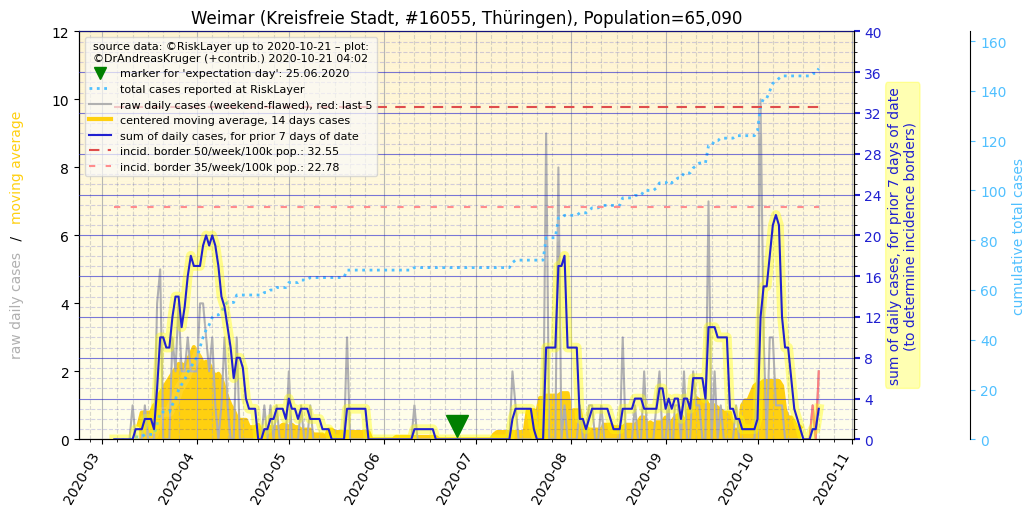 Weimar (Kreisfreie Stadt, #16055, Thüringen), Population=65,090
source data: ©RiskLayer up to 2020-10-21 – plot:
©DrAndreasKruger (+contrib.) 2020-10-21 04:02
marker for 'expectation day': 25.06.2020
total cases reported at RiskLayer
raw daily cases (weekend-flawed), red: last 5
centered moving average, 14 days cases
sum of daily cases, for prior 7 days of date
incid. border 50/week/100k pop.: 32.55
incid. border 35/week/100k pop.: 22.78
raw daily cases / moving average
12
10
8
6
4
2
0
2020-03
2020-04
2020-05
2020-06
2020-07
2020-08
2020-09
2020-10
2020-11
40
36
32
28
24
20
16
12
8
4
0
sum of daily cases, for prior 7 days of date
(to determine incidence borders)
160
140
120
100
80
60
40
20
0
cumulative total cases